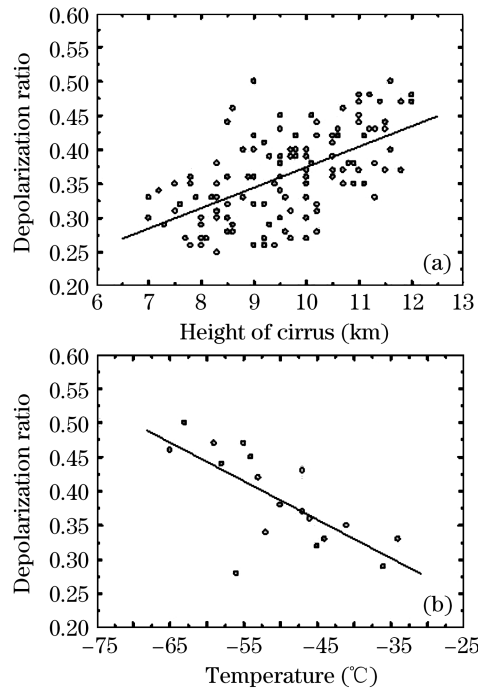 0.60
0.55
0.50
0.45
0.40
0.35
0.30
0.25
0.20
Depolarization ratio
(a)
6 7 8 9 10 11 12 13
Height of cirrus (km)
0.60
0.55
0.50
0.45
0.40
0.35
0.30
0.25
0.20
Depolarization ratio
(b)
-75 -65 -55 -45 -35 -25
Temperature (℃)